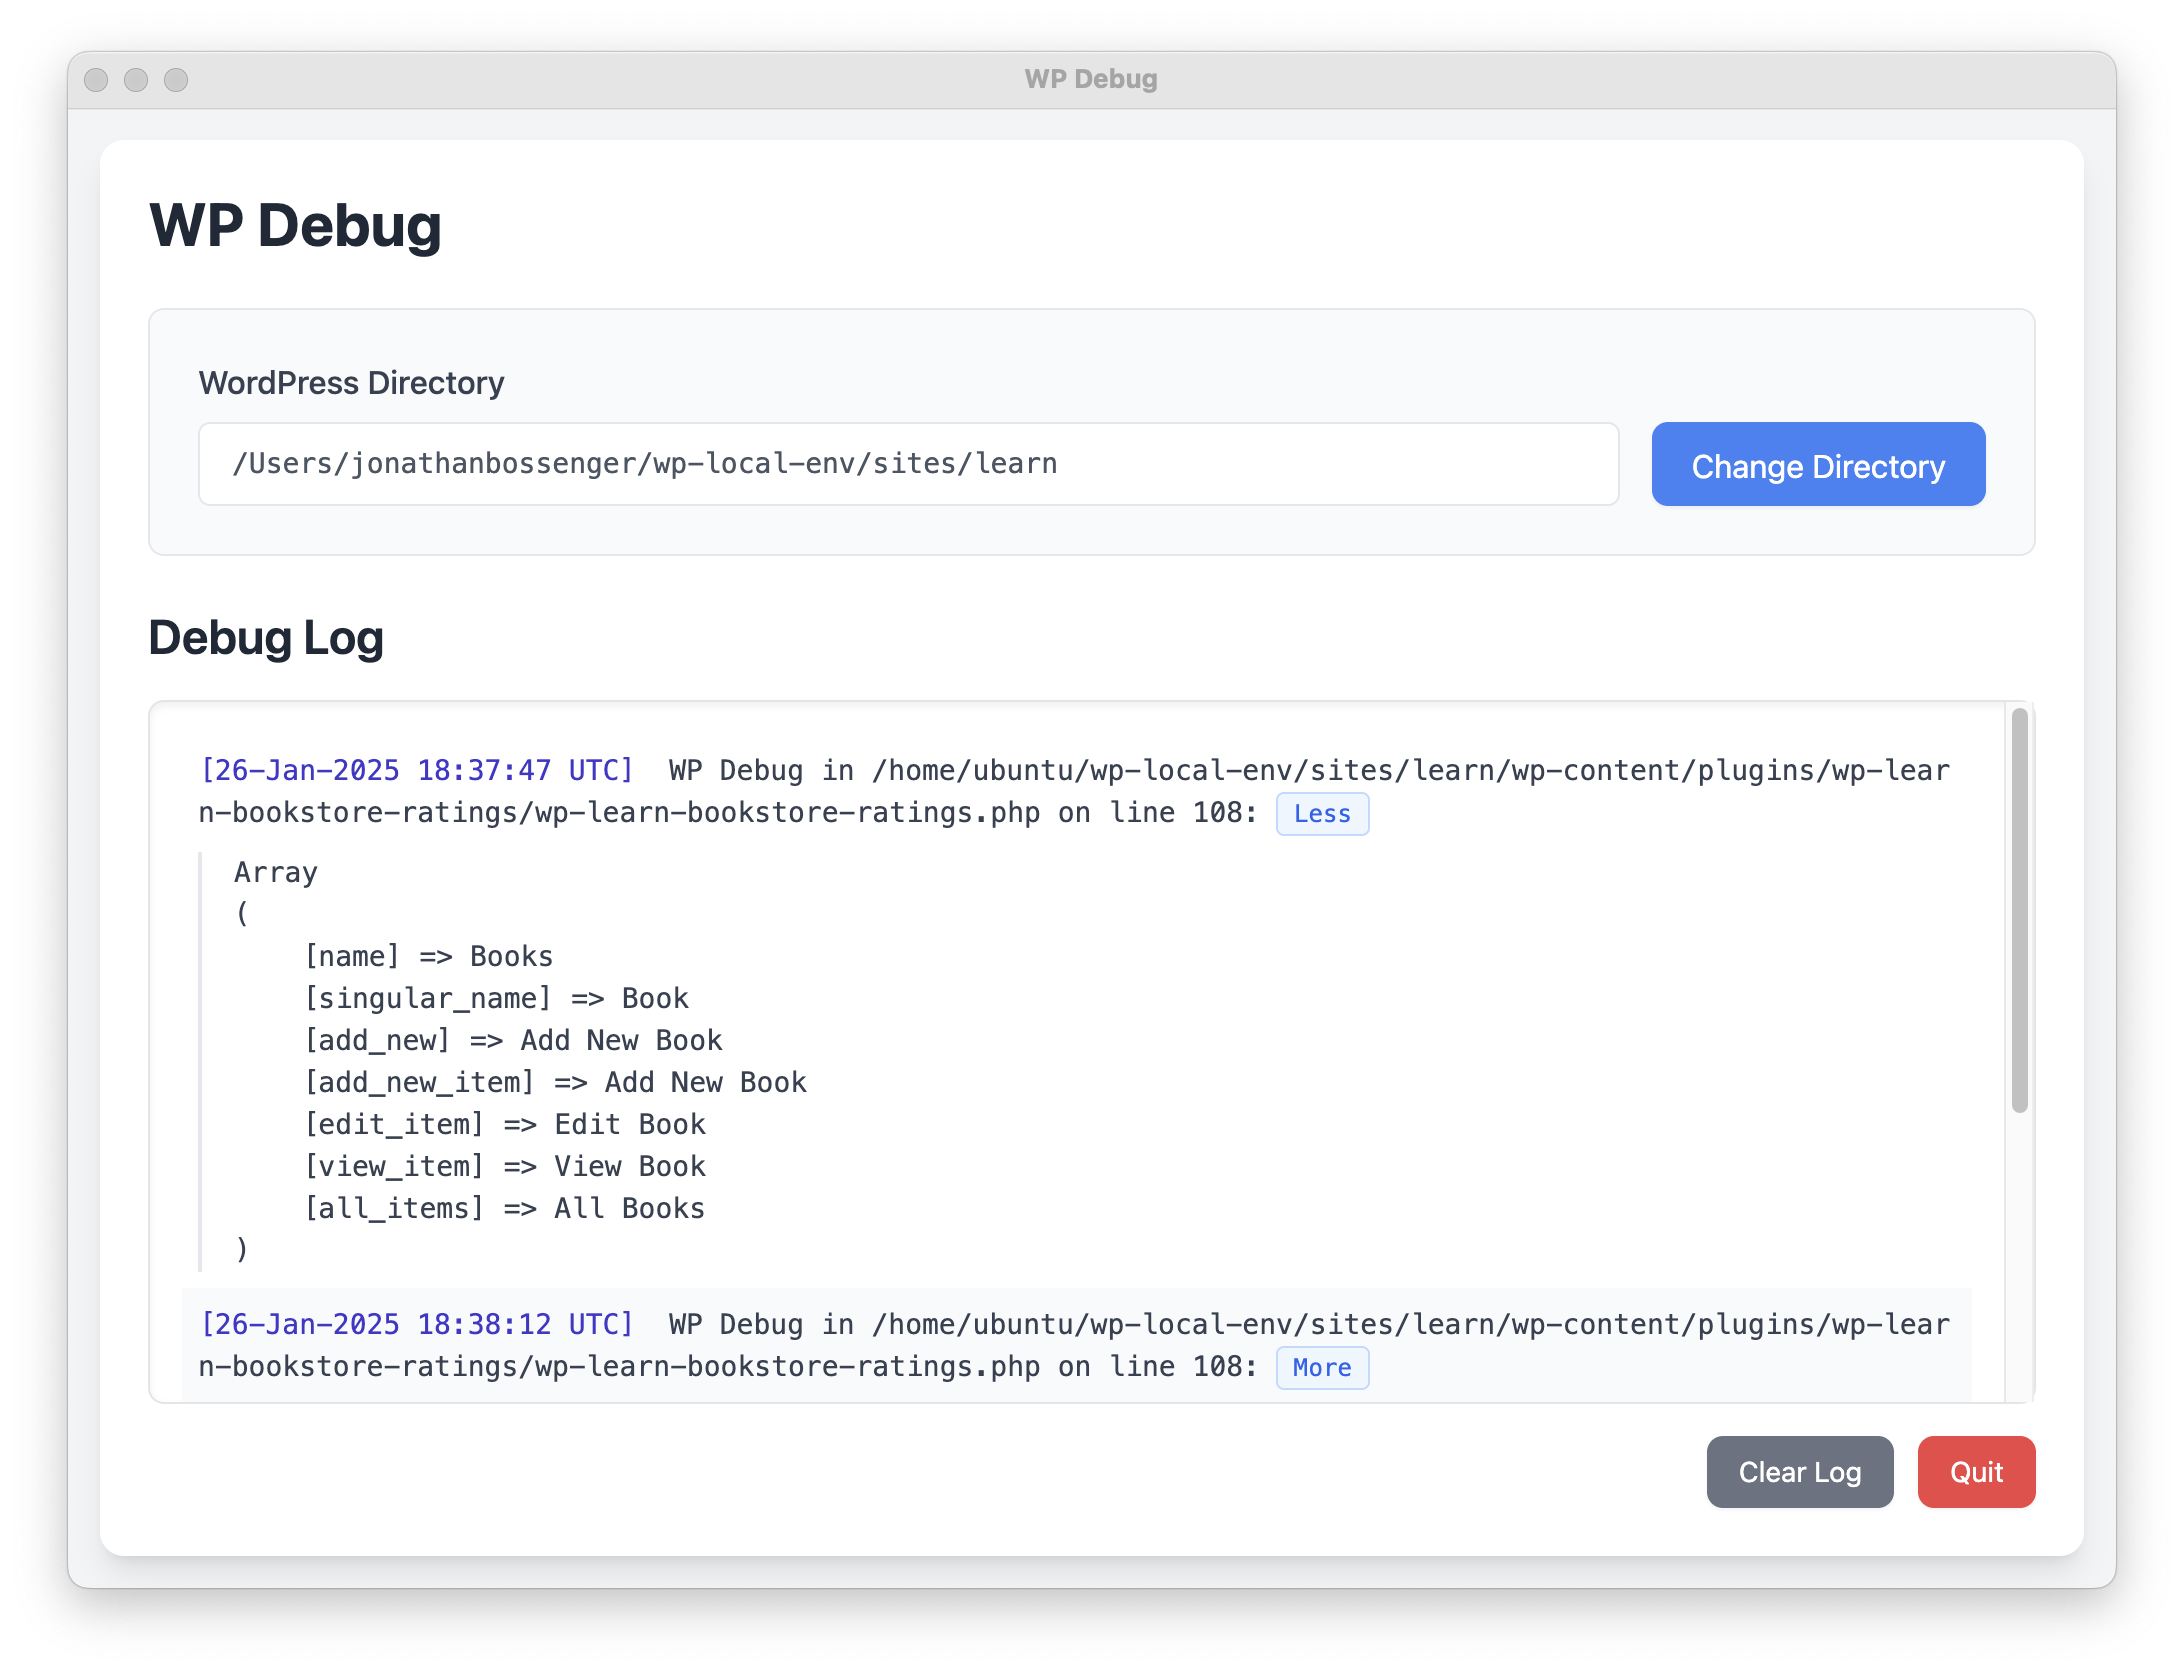 WP Debug
WP Debug
WordPress Directory
/Users/jonathanbossenger/wp-local-env/sites/learn
Change Directory
Debug Log
[26-Jan-2025 18:37:47 UTC]  WP Debug in /home/ubuntu/wp-local-env/sites/learn/wp-content/plugins/wp-lear
n-bookstore-ratings/wp-learn-bookstore-ratings.php on line 108: Less
Array
(
    [name] => Books
    [singular_name] => Book
    [add_new] => Add New Book
    [add_new_item] => Add New Book
    [edit_item] => Edit Book
    [view_item] => View Book
    [all_items] => All Books
)
[26-Jan-2025 18:38:12 UTC]  WP Debug in /home/ubuntu/wp-local-env/sites/learn/wp-content/plugins/wp-lear
n-bookstore-ratings/wp-learn-bookstore-ratings.php on line 108: More
Clear Log
Quit